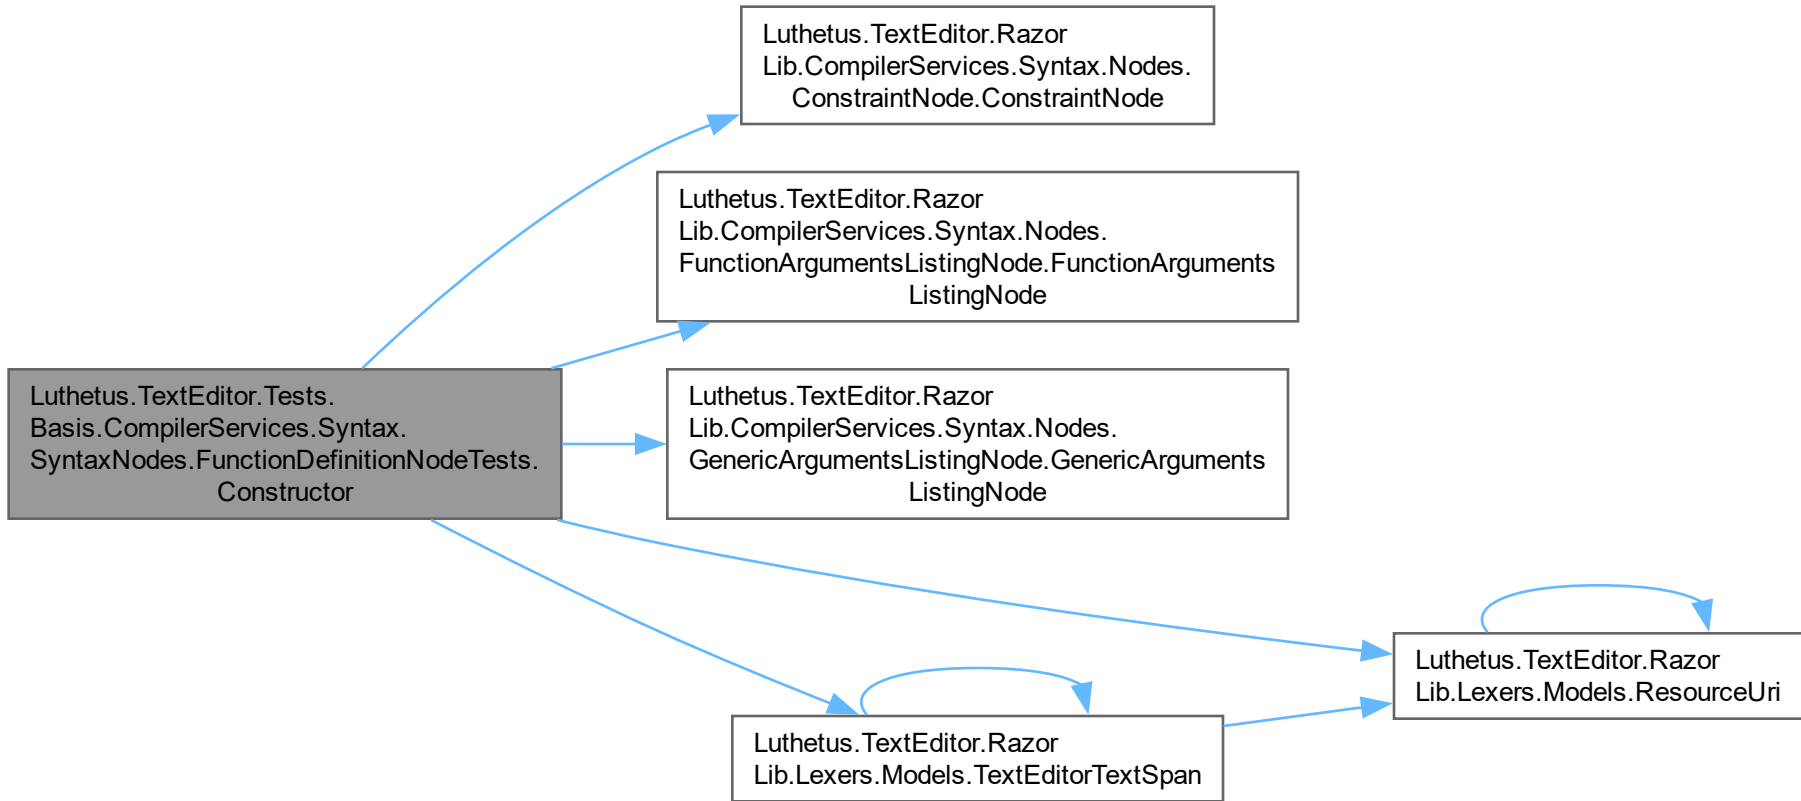 Luthetus.TextEditor.Razor
Lib.CompilerServices.Syntax.Nodes.
ConstraintNode.ConstraintNode
Luthetus.TextEditor.Razor
Lib.CompilerServices.Syntax.Nodes.
FunctionArgumentsListingNode.FunctionArguments
ListingNode
Luthetus.TextEditor.Tests.
Basis.CompilerServices.Syntax.
SyntaxNodes.FunctionDefinitionNodeTests.
Constructor
Luthetus.TextEditor.Razor
Lib.CompilerServices.Syntax.Nodes.
GenericArgumentsListingNode.GenericArguments
ListingNode
Luthetus.TextEditor.Razor
Lib.Lexers.Models.ResourceUri
Luthetus.TextEditor.Razor
Lib.Lexers.Models.TextEditorTextSpan